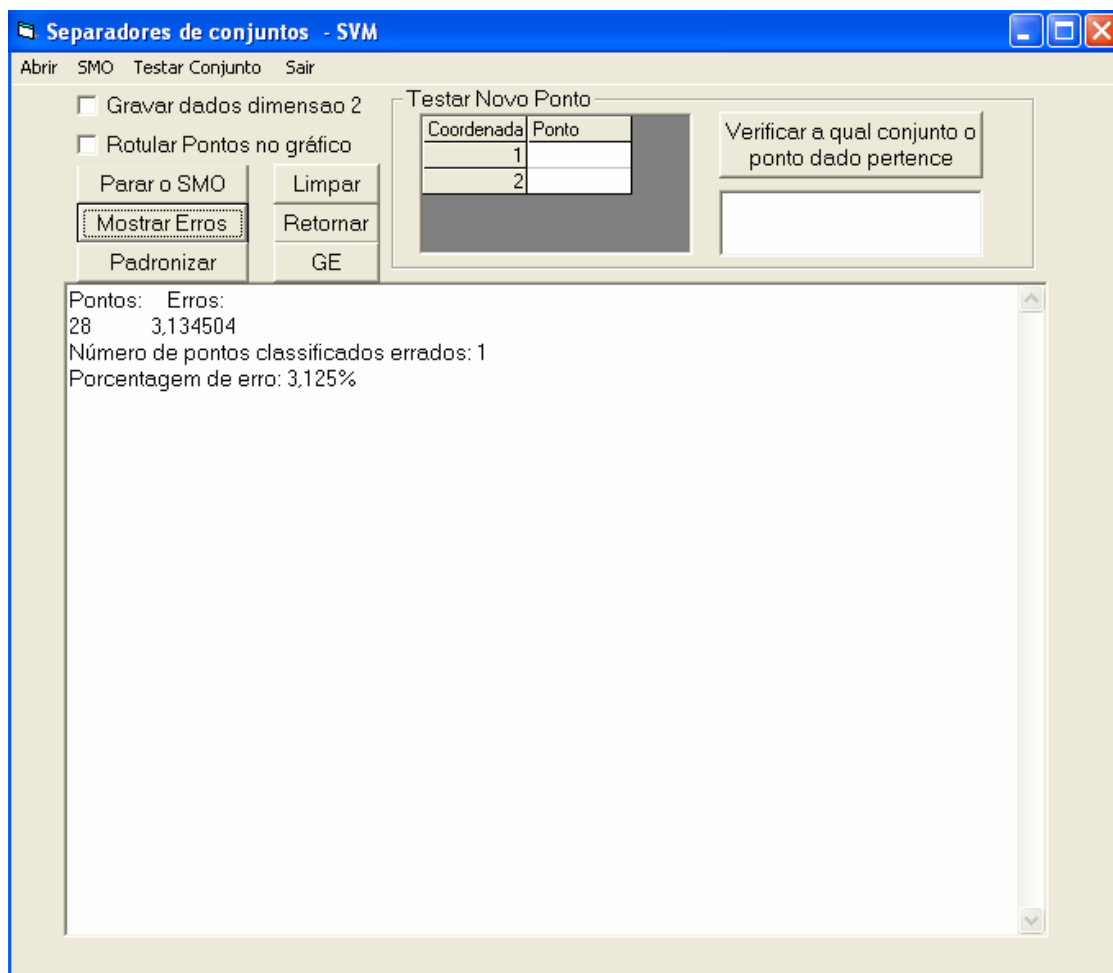 Separadores de conjuntos - SVM
Abrir SMO Testar Conjunto Sair
Gravar dados dimensao 2
Rotular Pontos no gráfico
Parar o SMO Limpar
Mostrar Erros Retornar
Padronizar GE
Testar Novo Ponto
Coordenada Ponto
1
2
Verificar a qual conjunto o
ponto dado pertence
Pontos: Erros:
28 3,134504
Número de pontos classificados errados: 1
Porcentagem de erro: 3,125%